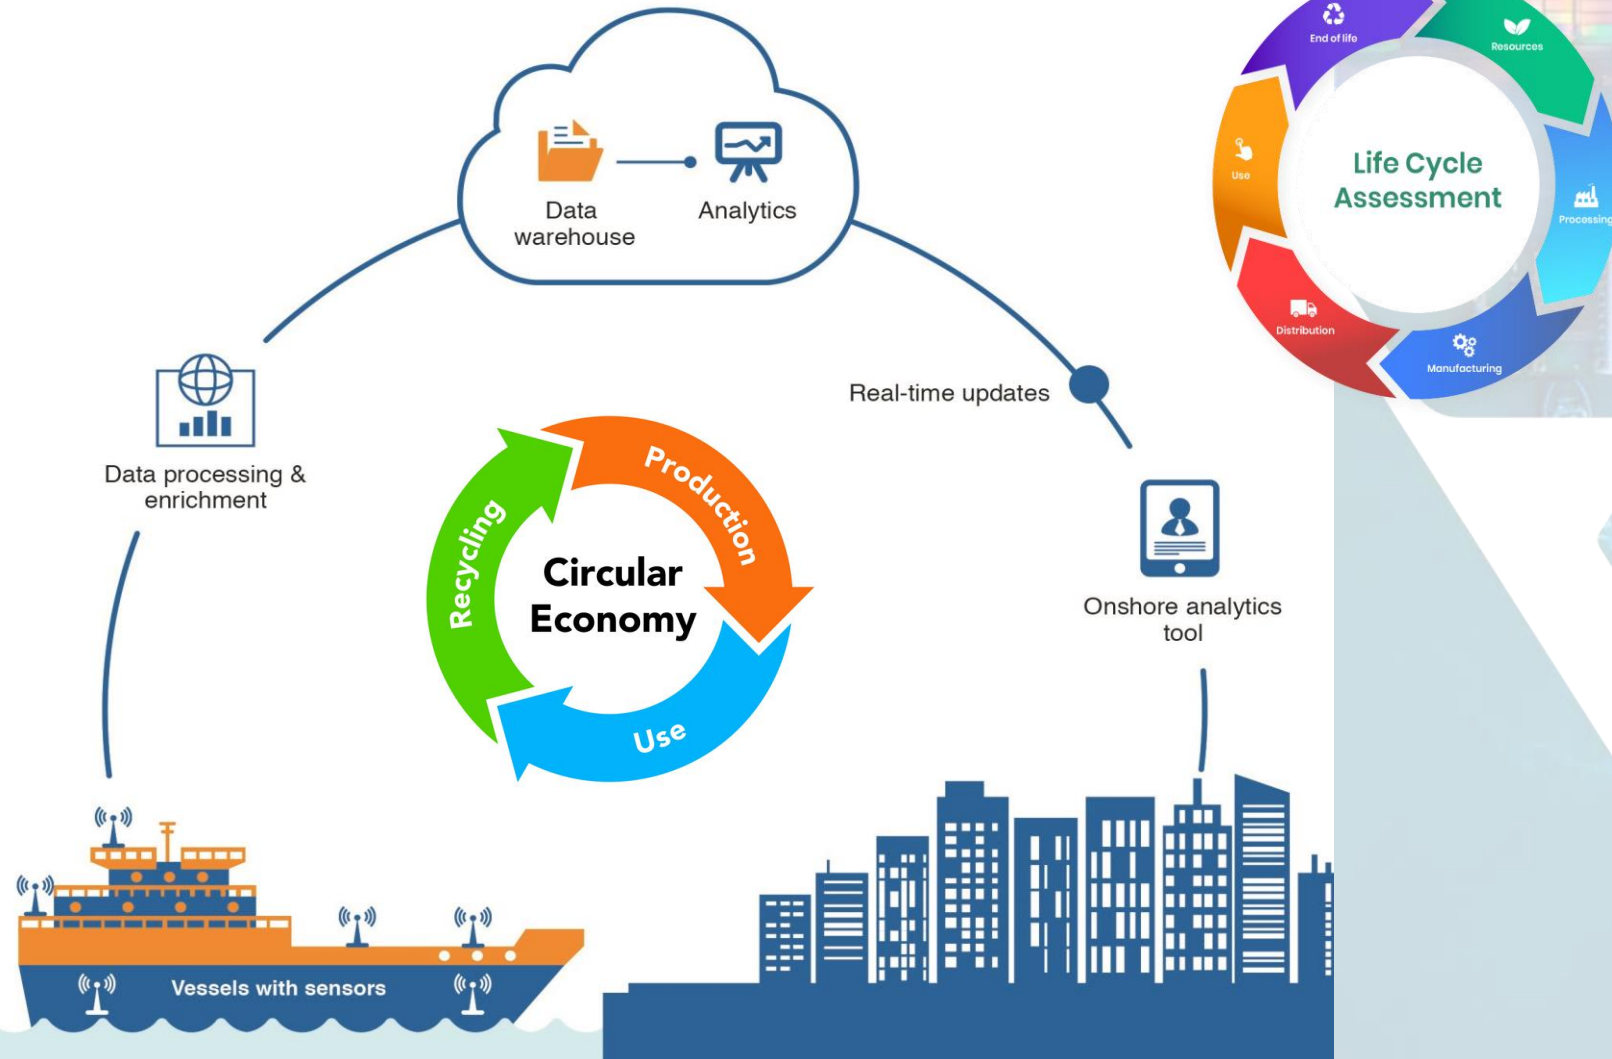 Data
warehouse
Analytics
End of life
Resources
Use
Life Cycle
Assessment
Processing
Distribution
Manufacturing
Real-time updates
Data processing &
enrichment
Production
Recycling
Circular
Economy
Use
Onshore analytics
tool
Vessels with sensors